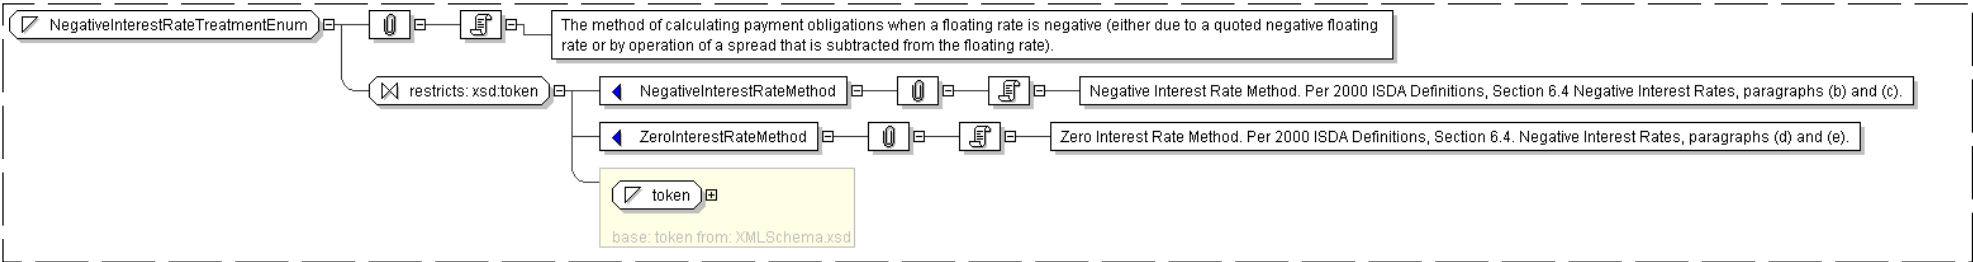 NegativeInterestRateTreatmentEnum
The method of calculating payment obligations when a floating rate is negative (either due to a quoted negative floating
rate or by operation of a spread that is subtracted from the floating rate).
restricts: xsd:token
NegativeInterestRateMethod
Negative Interest Rate Method. Per 2000 ISDA Definitions, Section 6.4 Negative Interest Rates, paragraphs (b) and (c).
ZeroInterestRateMethod
Zero Interest Rate Method. Per 2000 ISDA Definitions, Section 6.4. Negative Interest Rates, paragraphs (d) and (e).
token
base: token from: XMLSchema.xsd